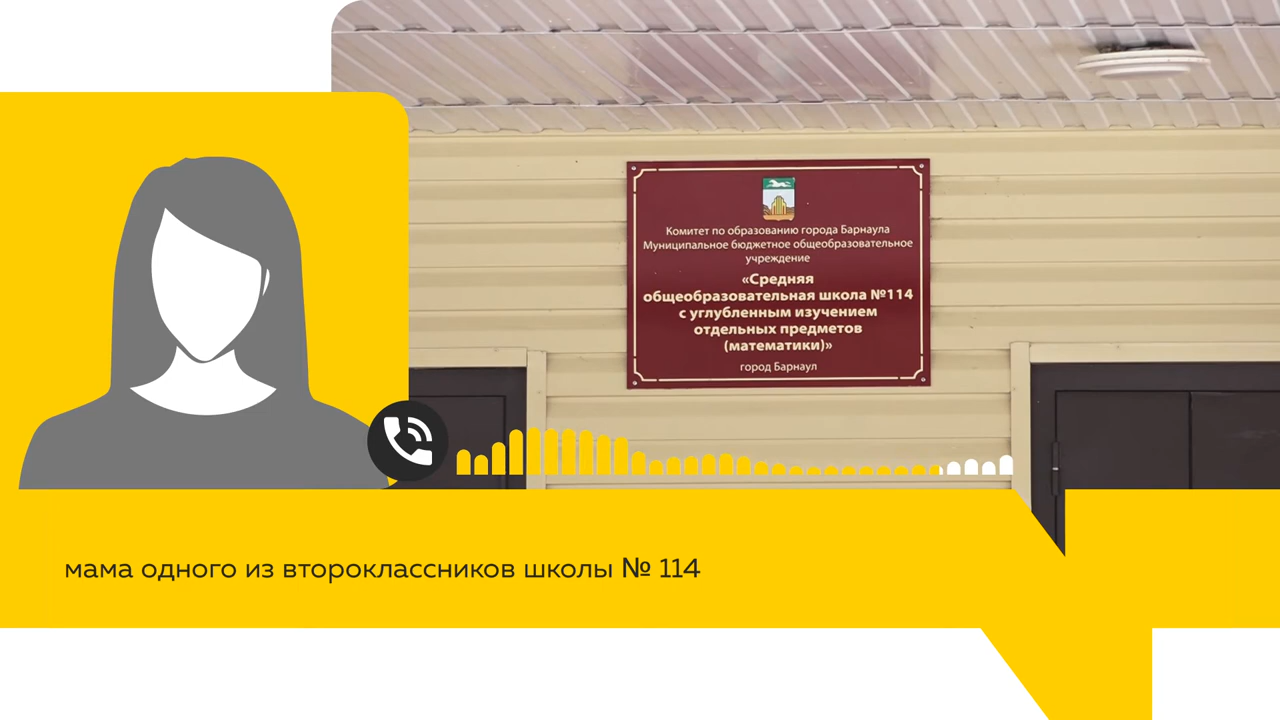 Комитет по образованию города Барнаула
Муниципальное бюджетное общеобразовательное
учреждение
«Средняя
общеобразовательная школа №114
с углубленным изучением
отдельных предметов
(математики)»
город Барнаул
мама одного из второклассников школы № 114